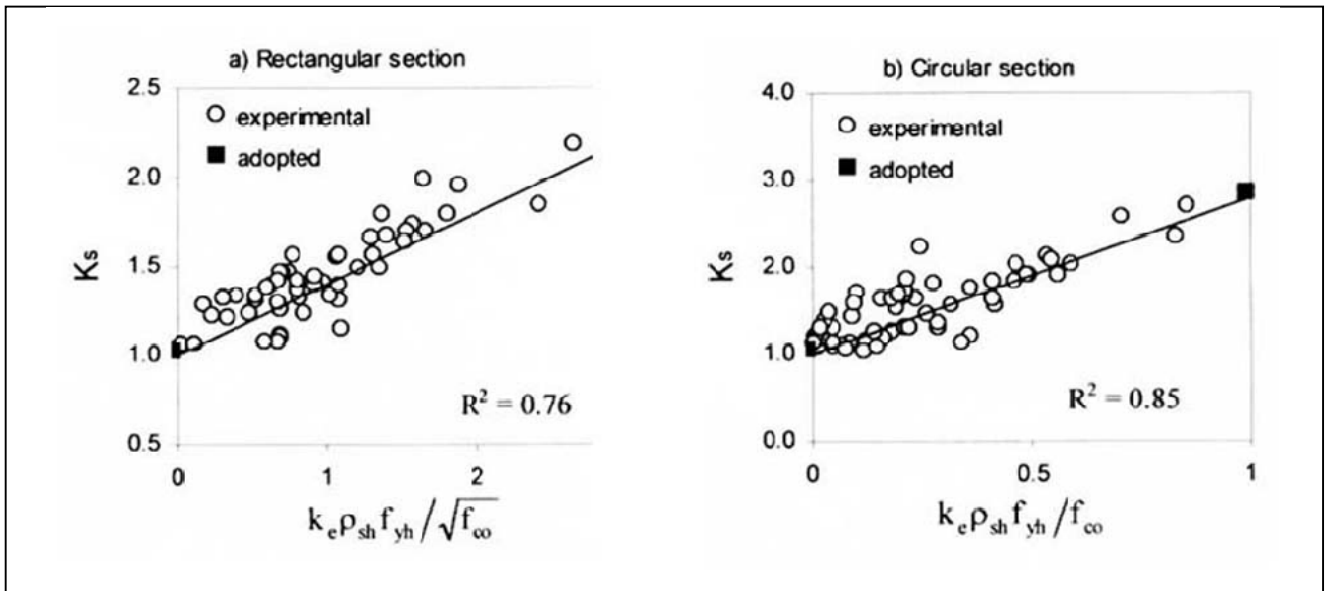 a) Rectangular section
2.5
2.0
1.5
1.0
0.5
Ks
experimental
adopted
R² = 0.76
0 1 2
k_e ρ_sh f_yh / √f_co
b) Circular section
4.0
3.0
2.0
1.0
0.0
Ks
experimental
adopted
R² = 0.85
0 0.5 1
k_e ρ_sh f_yh / f_co